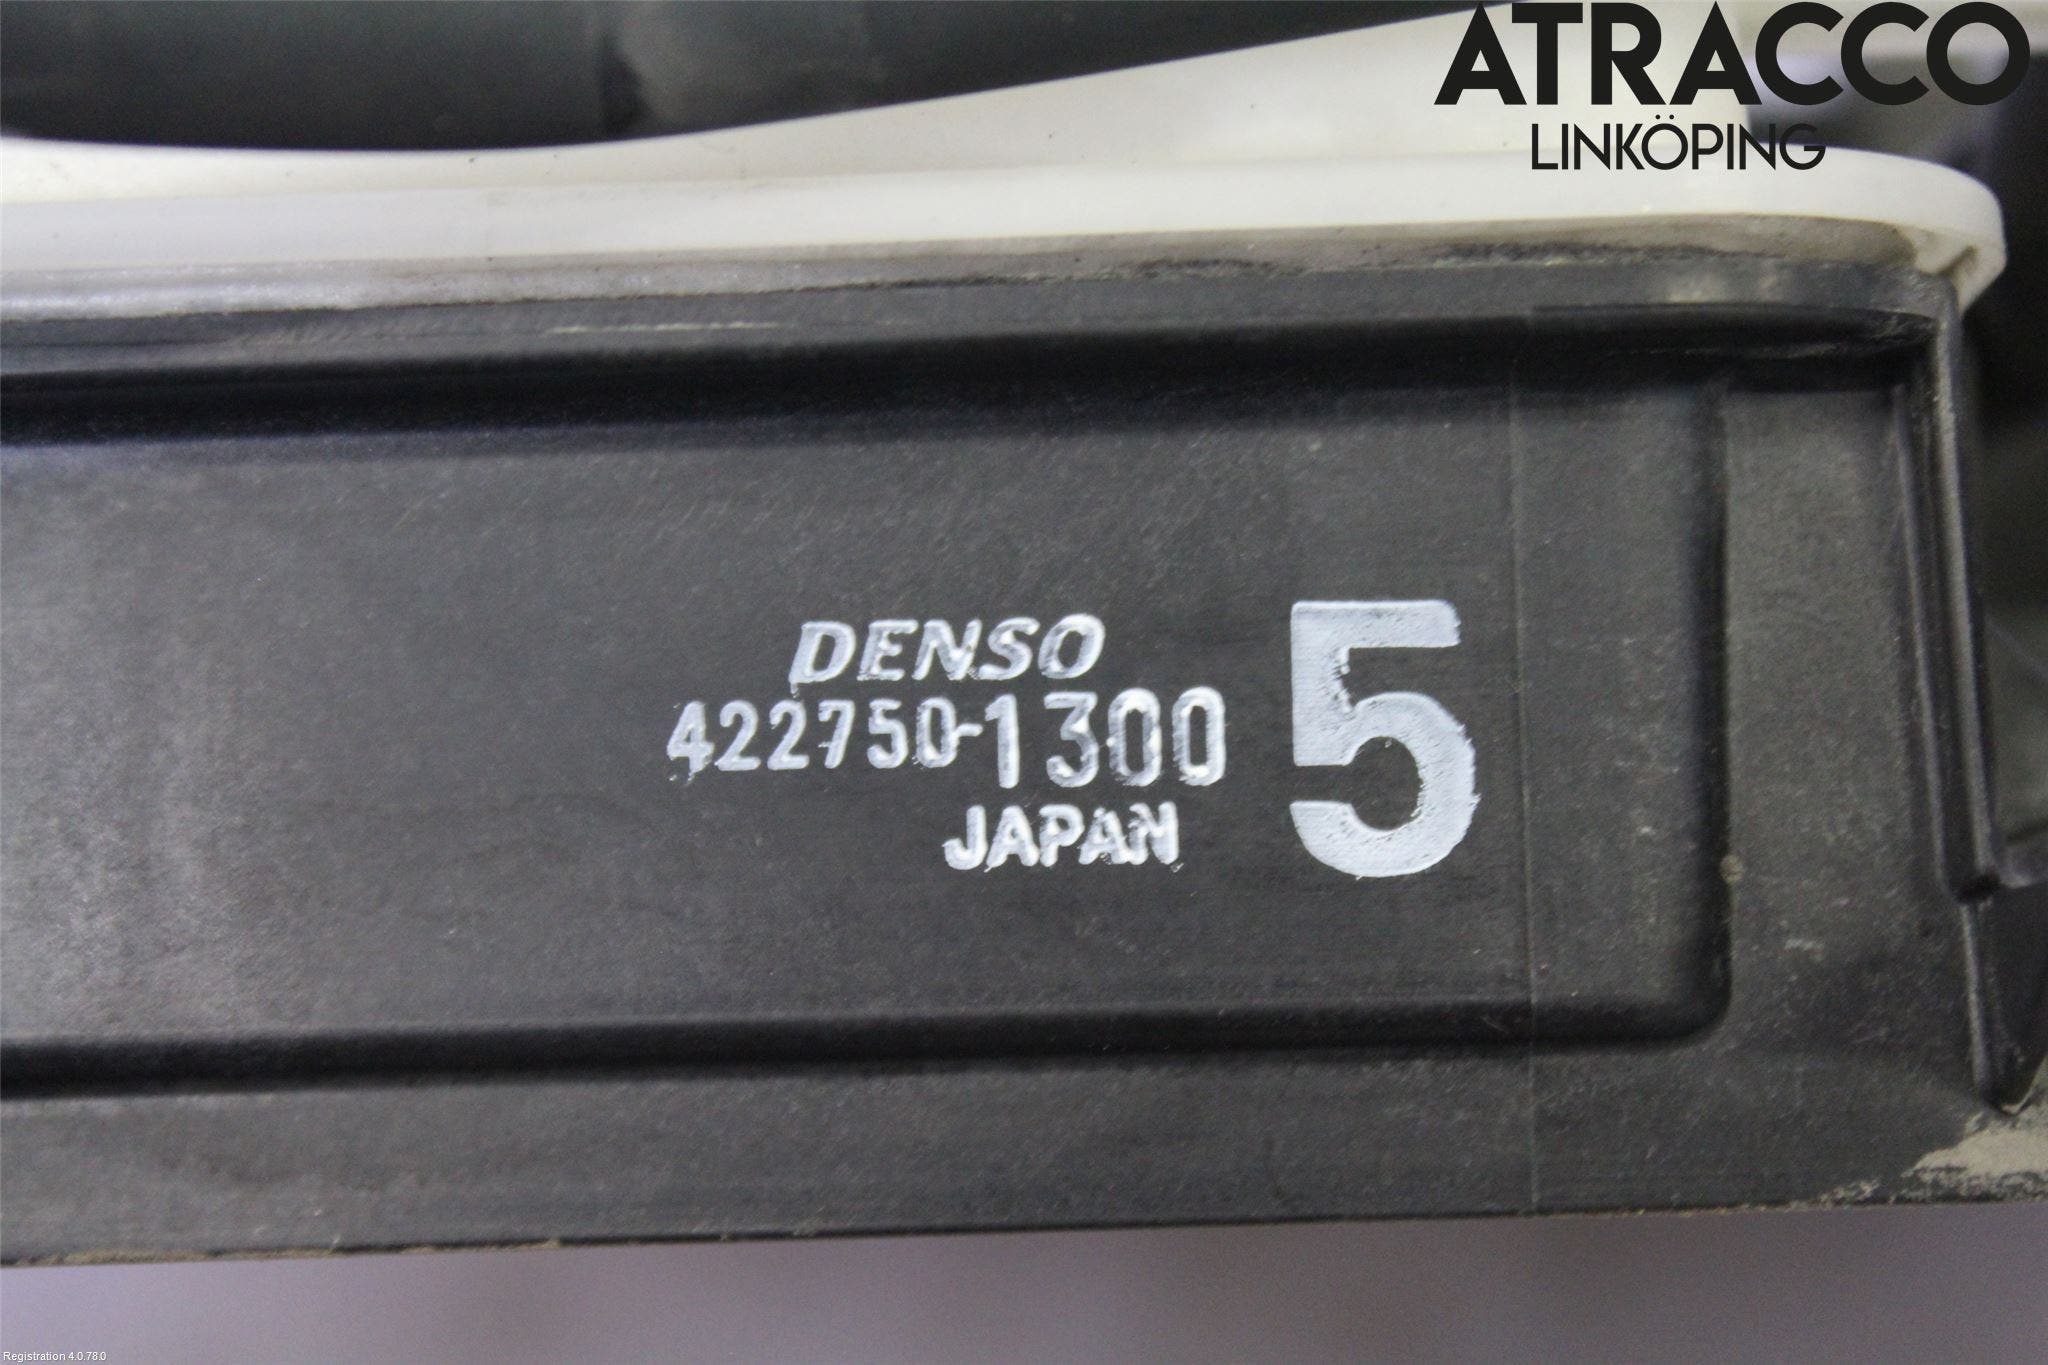 ATRACCO
LINKÖPING
DENSO
422750-1300
5
JAPAN
Registration 4.0.78.0